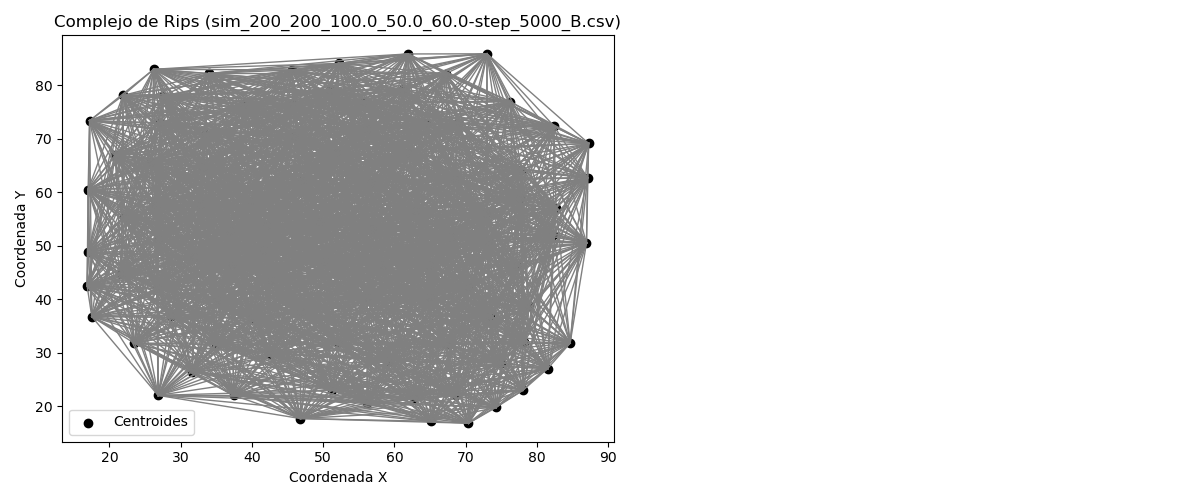 Complejo de Rips (sim_200_200_100.0_50.0_60.0-step_5000_B.csv)
Coordenada Y
80
70
60
50
40
30
20
Centroides
20 30 40 50 60 70 80 90
Coordenada X